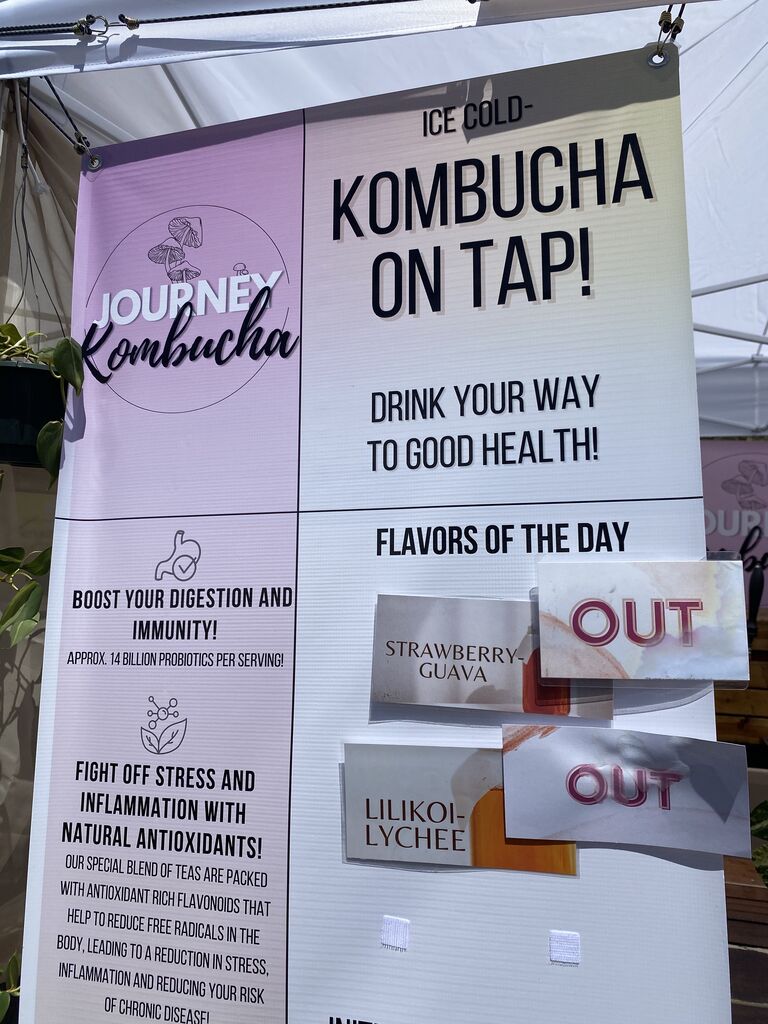 JOURNEY
Kombucha
ICE COLD-
KOMBUCHA
ON TAP!
DRINK YOUR WAY
TO GOOD HEALTH!
BOOST YOUR DIGESTION AND
IMMUNITY!
APPROX. 14 BILLION PROBIOTICS PER SERVING!
FIGHT OFF STRESS AND
INFLAMMATION WITH
NATURAL ANTIOXIDANTS!
OUR SPECIAL BLEND OF TEAS ARE PACKED
WITH ANTIOXIDANT RICH FLAVONOIDS THAT
HELP TO REDUCE FREE RADICALS IN THE
BODY, LEADING TO A REDUCTION IN STRESS,
INFLAMMATION AND REDUCING YOUR RISK
OF CHRONIC DISEASE!
FLAVORS OF THE DAY
STRAWBERRY-
GUAVA
OUT
LILIKOI-
LYCHEE
OUT